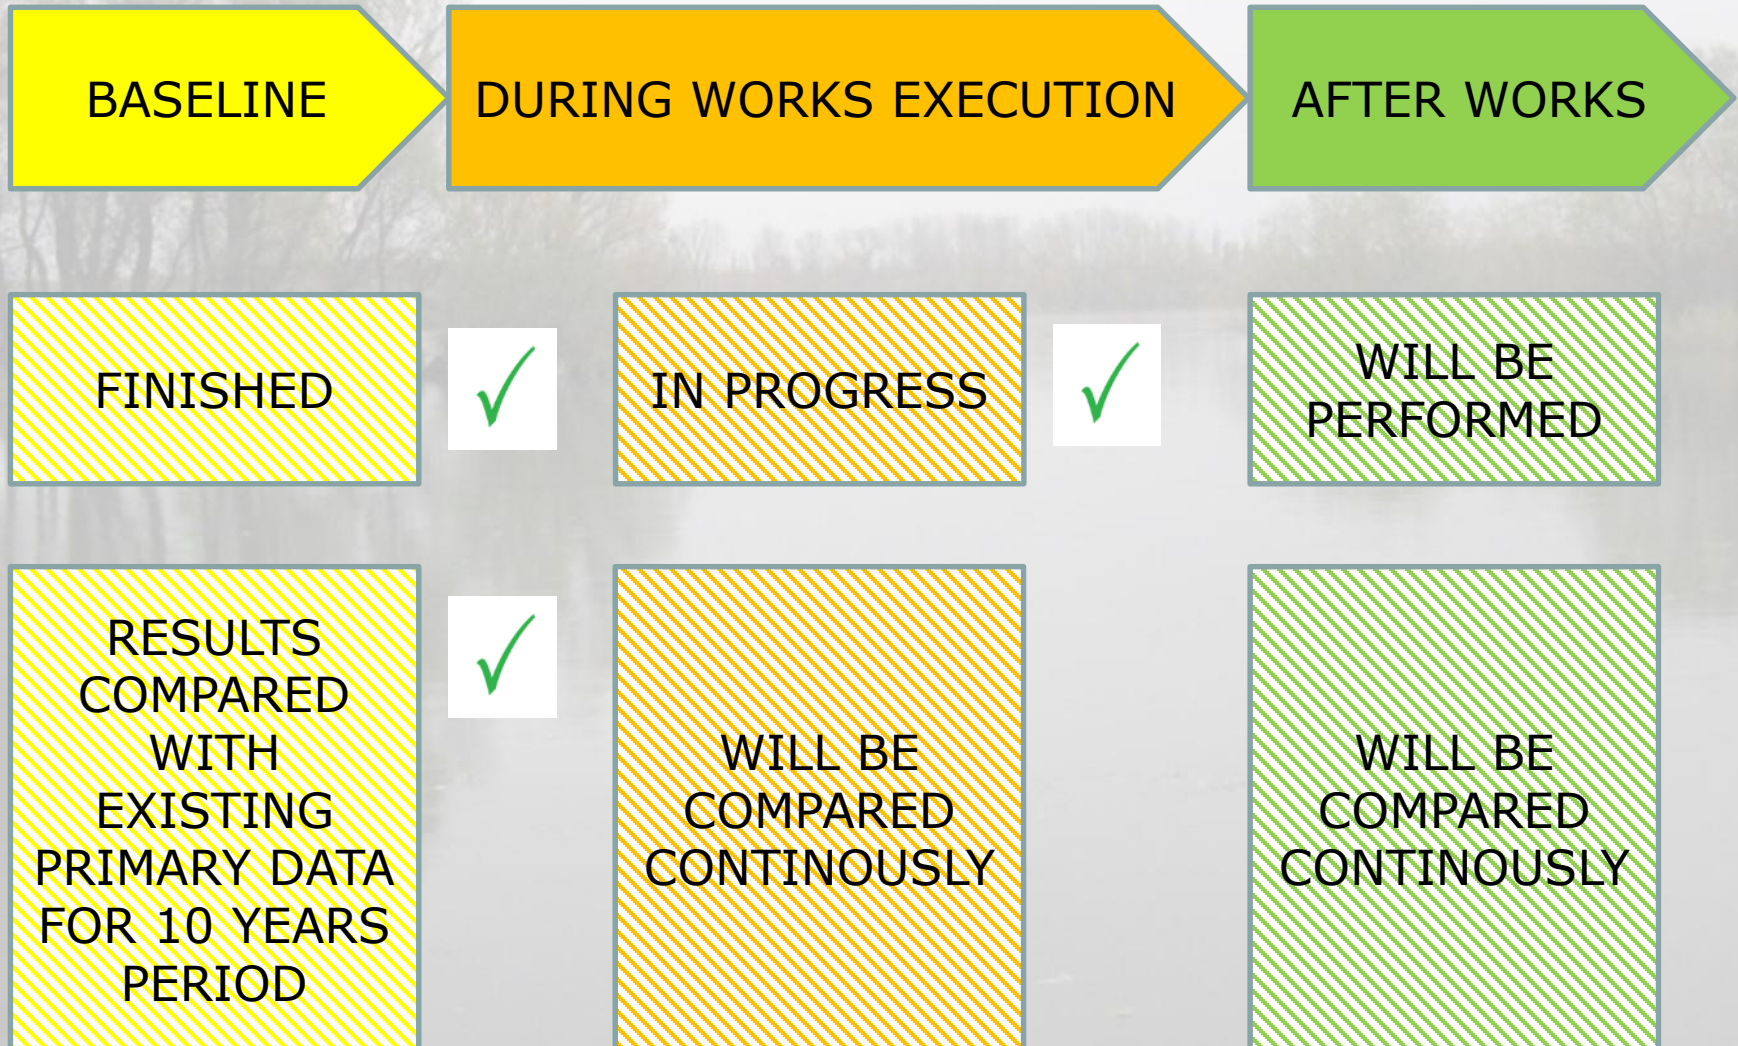 BASELINE
DURING WORKS EXECUTION
AFTER WORKS
FINISHED
IN PROGRESS
WILL BE
PERFORMED
RESULTS
COMPARED
WITH
EXISTING
PRIMARY DATA
FOR 10 YEARS
PERIOD
WILL BE
COMPARED
CONTINOUSLY
WILL BE
COMPARED
CONTINOUSLY